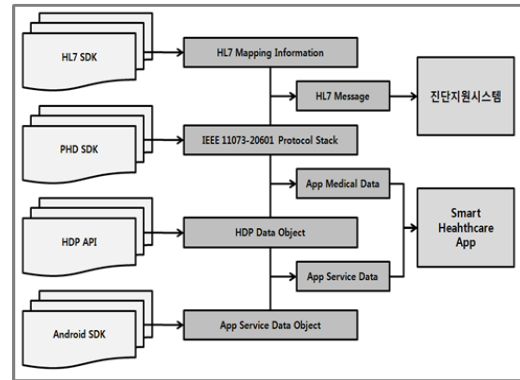 HL7 SDK
HL7 Mapping Information
HL7 Message
진단지원시스템
PHD SDK
IEEE 11073-20601 Protocol Stack
App Medical Data
HDP API
HDP Data Object
Smart
Healthcare
App
App Service Data
Android SDK
App Service Data Object